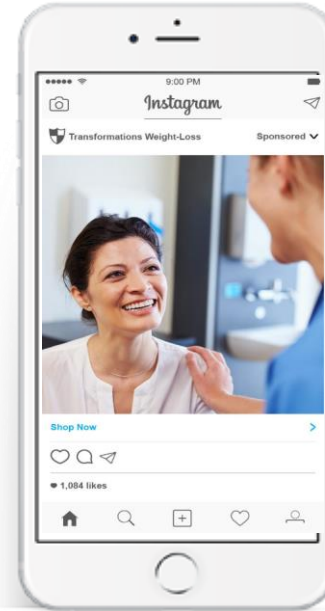 9:00 PM
Instagram
Transformations Weight-Loss Sponsored
Shop Now
1,084 likes